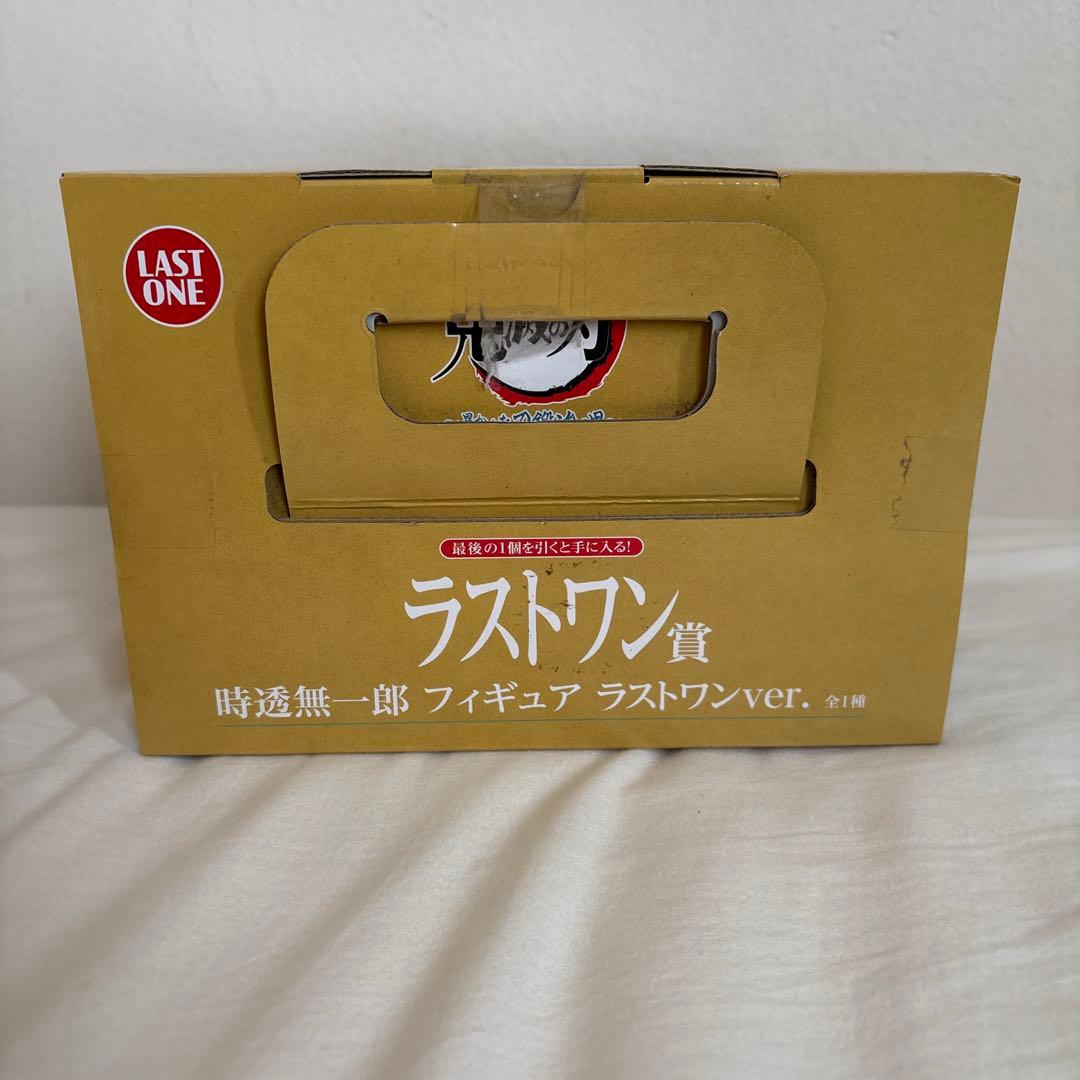 LAST
ONE
最後の1個を引くと手に入る!
ラストワン賞
時透無一郎 フィギュア ラストワンver. 全1種